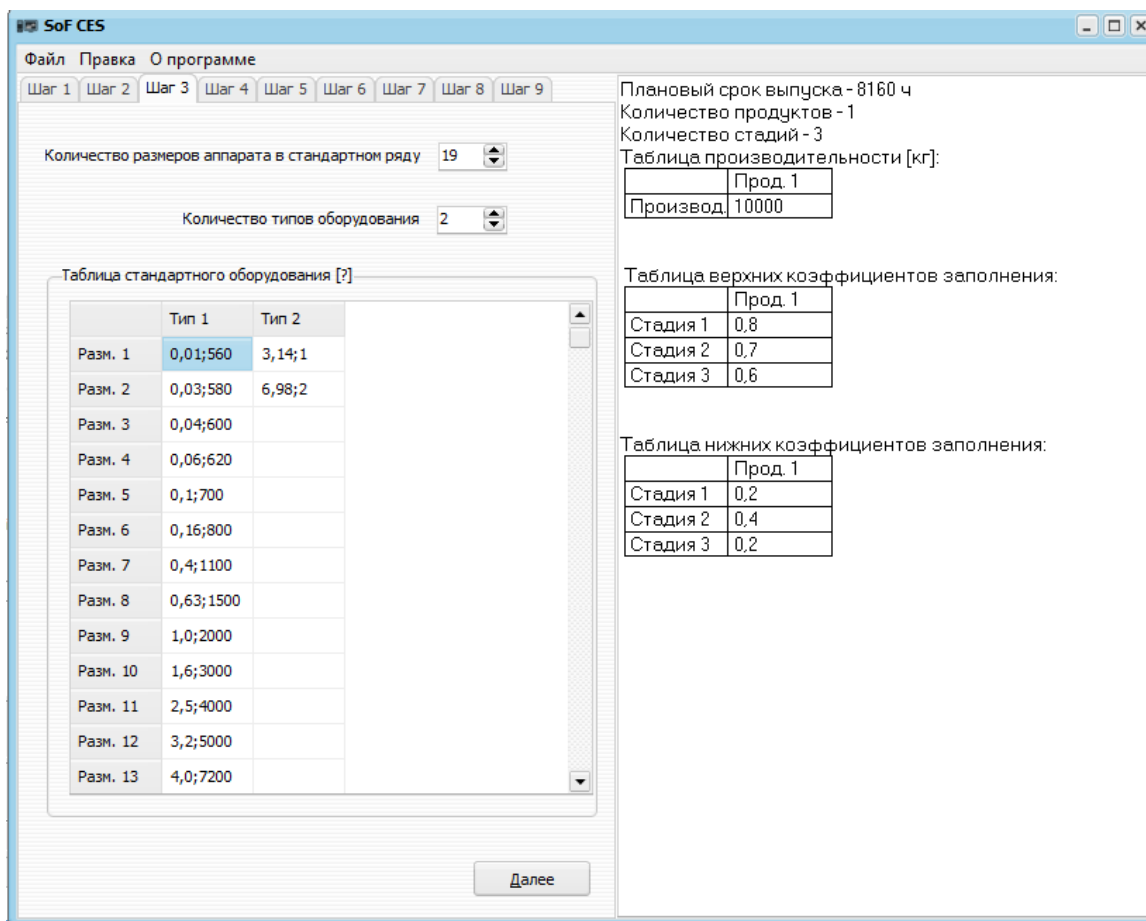 SoF CES
Файл Правка О программе
Шаг 1 Шаг 2 Шаг 3 Шаг 4 Шаг 5 Шаг 6 Шаг 7 Шаг 8 Шаг 9
Количество размеров аппарата в стандартном ряду 19
Количество типов оборудования 2
Таблица стандартного оборудования [?]
Тип 1 Тип 2
Разм. 1 0,01;560 3,14;1
Разм. 2 0,03;580 6,98;2
Разм. 3 0,04;600
Разм. 4 0,06;620
Разм. 5 0,1;700
Разм. 6 0,16;800
Разм. 7 0,4;1100
Разм. 8 0,63;1500
Разм. 9 1,0;2000
Разм. 10 1,6;3000
Разм. 11 2,5;4000
Разм. 12 3,2;5000
Разм. 13 4,0;7200
Далее
Плановый срок выпуска - 8160 ч
Количество продуктов - 1
Количество стадий - 3
Таблица производительности [кг]:
Прод. 1
Производ. 10000
Таблица верхних коэффициентов заполнения:
Прод. 1
Стадия 1 0,8
Стадия 2 0,7
Стадия 3 0,6
Таблица нижних коэффициентов заполнения:
Прод. 1
Стадия 1 0,2
Стадия 2 0,4
Стадия 3 0,2